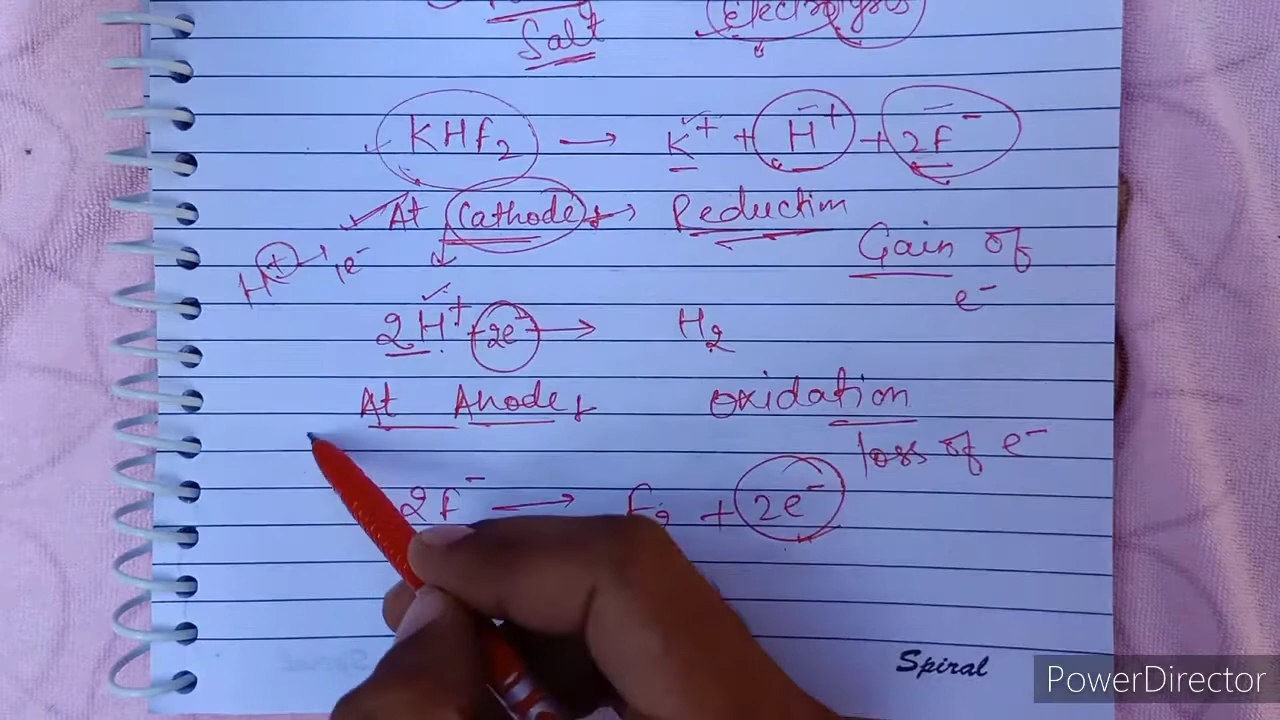 Salt
Electrolysis
KHf2 → K+ + H+ + 2f-
At Cathode, → Reduction
Gain of
e-
H+ → 1e-
2H+ + 2e- → H2
At Anode, oxidation
loss of e-
2f- → F2 + 2e-
Spiral
PowerDirector